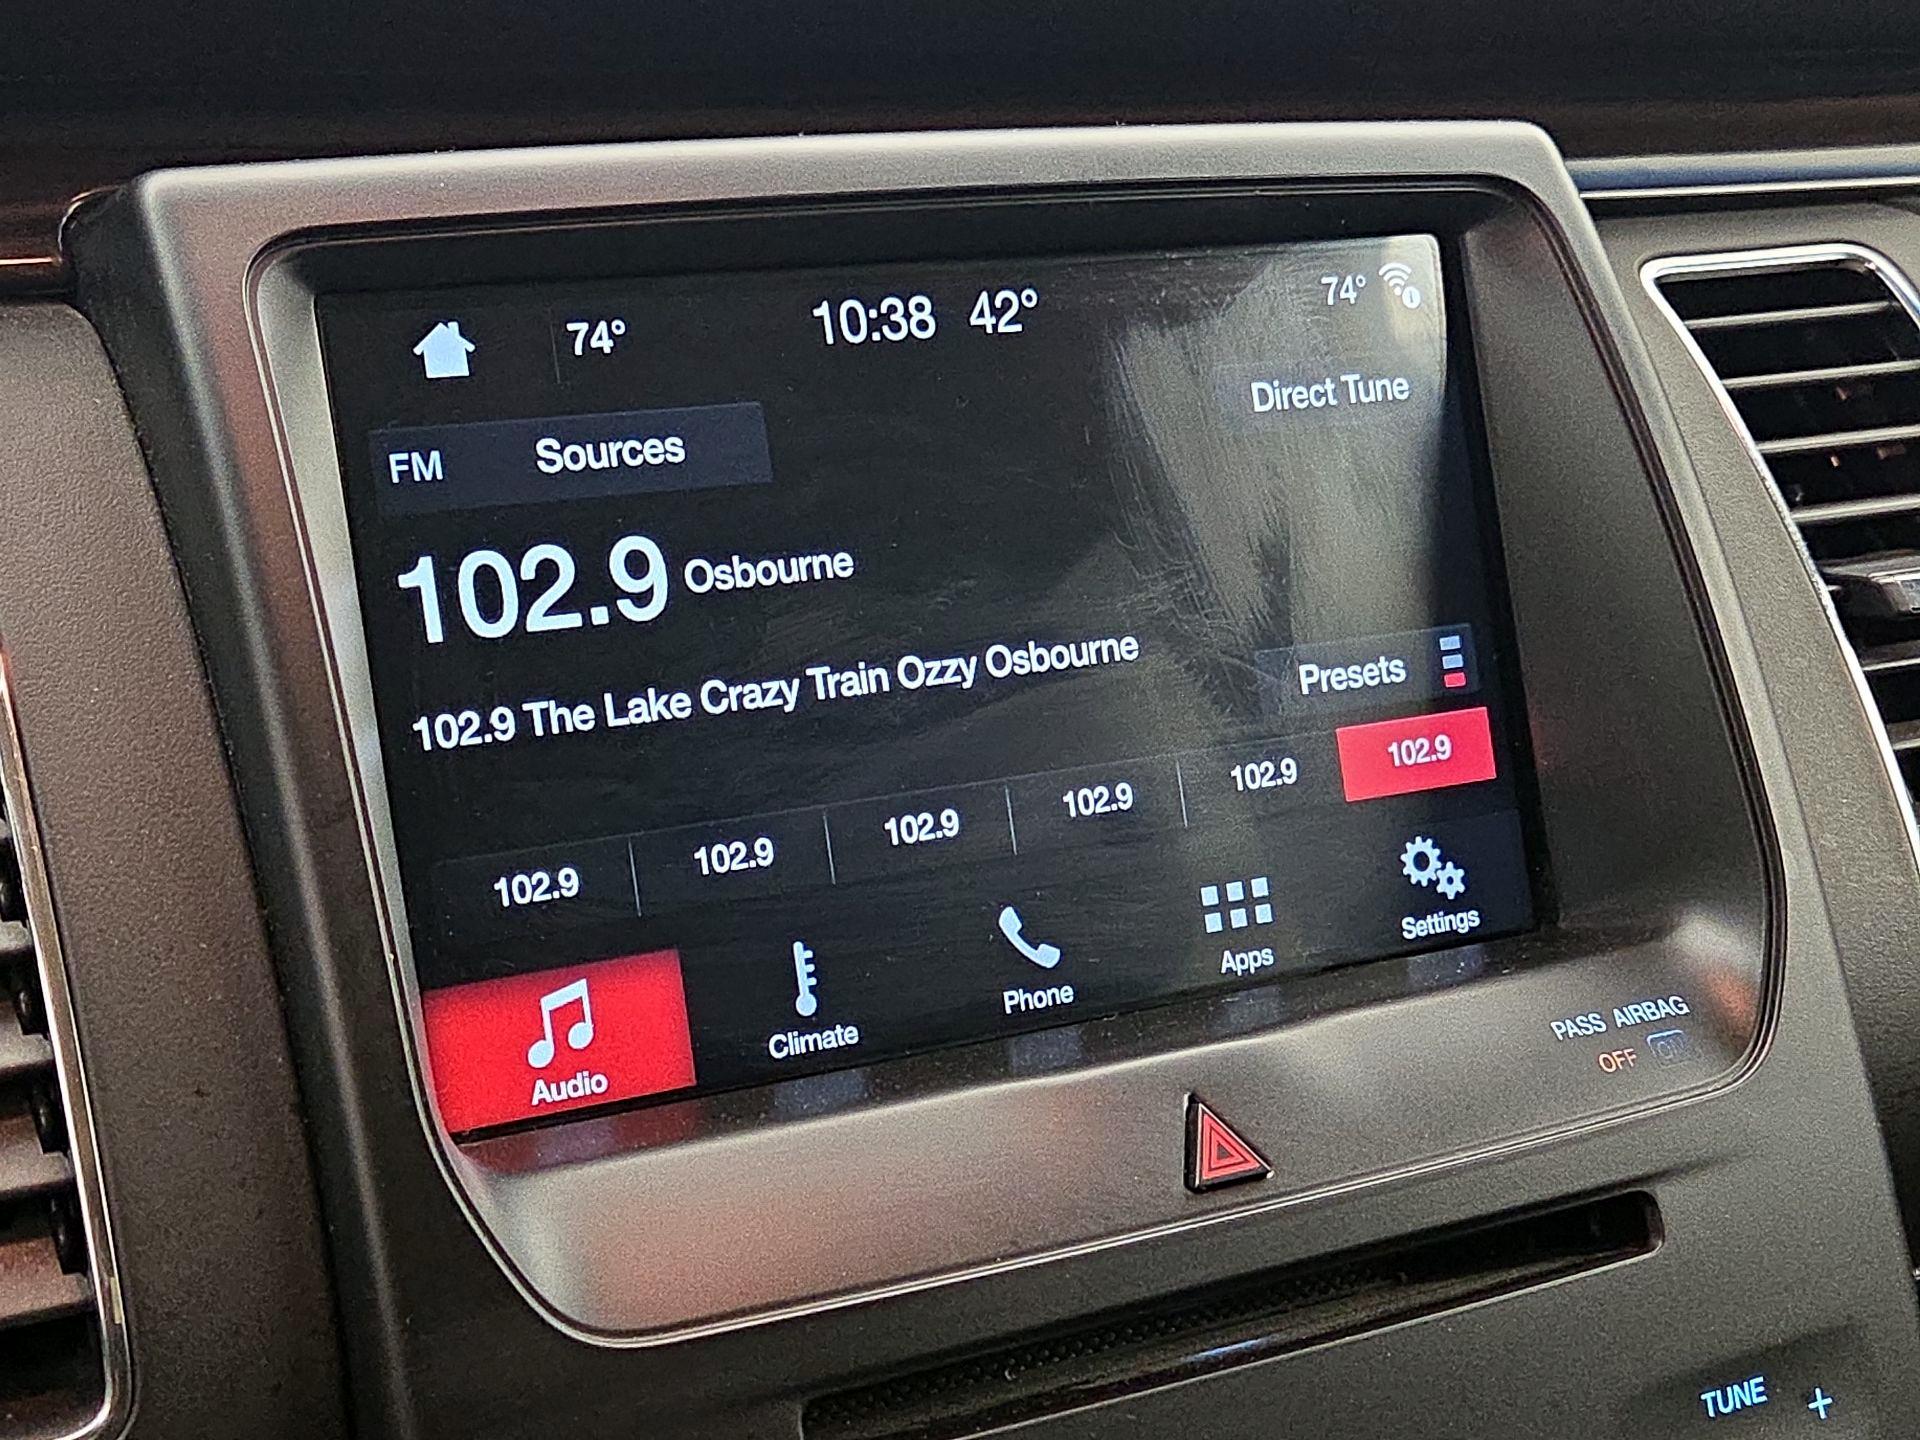 74° 10:38 42° 74°
Direct Tune
FM Sources
102.9 Osbourne
102.9 The Lake Crazy Train Ozzy Osbourne
Presets
102.9 102.9 102.9 102.9 102.9 102.9
Audio Climate Phone Apps Settings
PASS AIRBAG
OFF ON
TUNE +